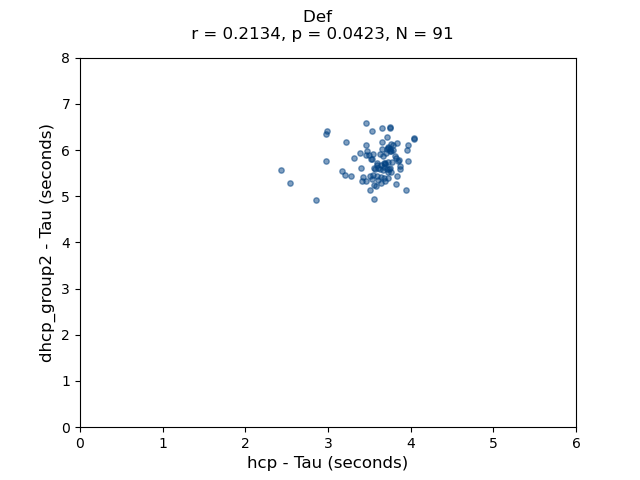 Def
r = 0.2134, p = 0.0423, N = 91
8
7
6
5
4
3
2
1
0
dhcp_group2 - Tau (seconds)
0 1 2 3 4 5 6
hcp - Tau (seconds)